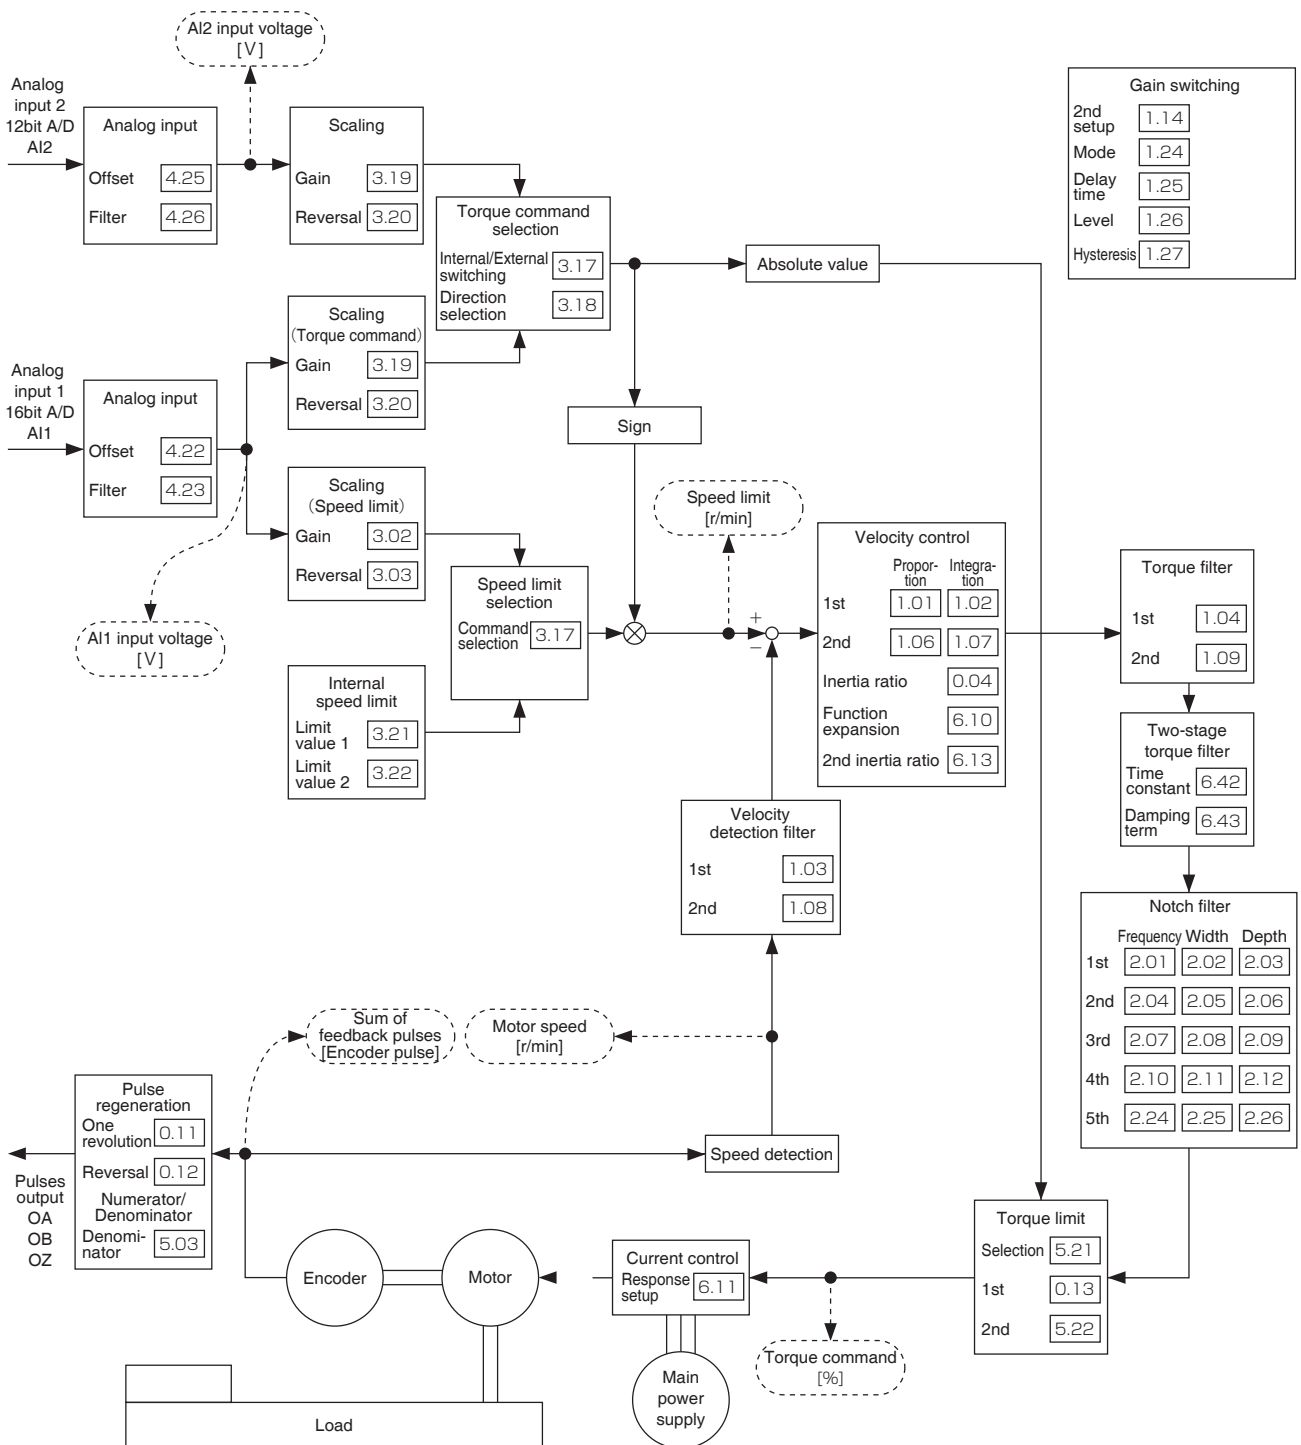 AI2 input voltage
[V]
Analog
input 2
12bit A/D
AI2
Analog input
Offset 4.25
Filter 4.26
Scaling
Gain 3.19
Reversal 3.20
Torque command
selection
Internal/External
switching 3.17
Direction
selection 3.18
Absolute value
Gain switching
2nd
setup 1.14
Mode 1.24
Delay
time 1.25
Level 1.26
Hysteresis 1.27
Scaling
(Torque command)
Gain 3.19
Reversal 3.20
Analog
input 1
16bit A/D
AI1
Analog input
Offset 4.22
Filter 4.23
Sign
Scaling
(Speed limit)
Gain 3.02
Reversal 3.03
AI1 input voltage
[V]
Speed limit
selection
Command
selection 3.17
Internal
speed limit
Limit
value 1 3.21
Limit
value 2 3.22
Speed limit
[r/min]
+
−
Velocity control
Propor-
tion
Integra-
tion
1st 1.01 1.02
2nd 1.06 1.07
Inertia ratio 0.04
Function
expansion 6.10
2nd inertia ratio 6.13
Torque filter
1st 1.04
2nd 1.09
Two-stage
torque filter
Time
constant 6.42
Damping
term 6.43
Velocity
detection filter
1st 1.03
2nd 1.08
Notch filter
Frequency Width Depth
1st 2.01 2.02 2.03
2nd 2.04 2.05 2.06
3rd 2.07 2.08 2.09
4th 2.10 2.11 2.12
5th 2.24 2.25 2.26
Sum of
feedback pulses
[Encoder pulse]
Motor speed
[r/min]
Pulse
regeneration
One
revolution 0.11
Reversal 0.12
Numerator/
Denominator
Denomi-
nator 5.03
Pulses
output
OA
OB
OZ
Speed detection
Torque limit
Selection 5.21
1st 0.13
2nd 5.22
Encoder
Motor
Current control
Response
setup 6.11
Torque command
[%]
Main
power
supply
Load